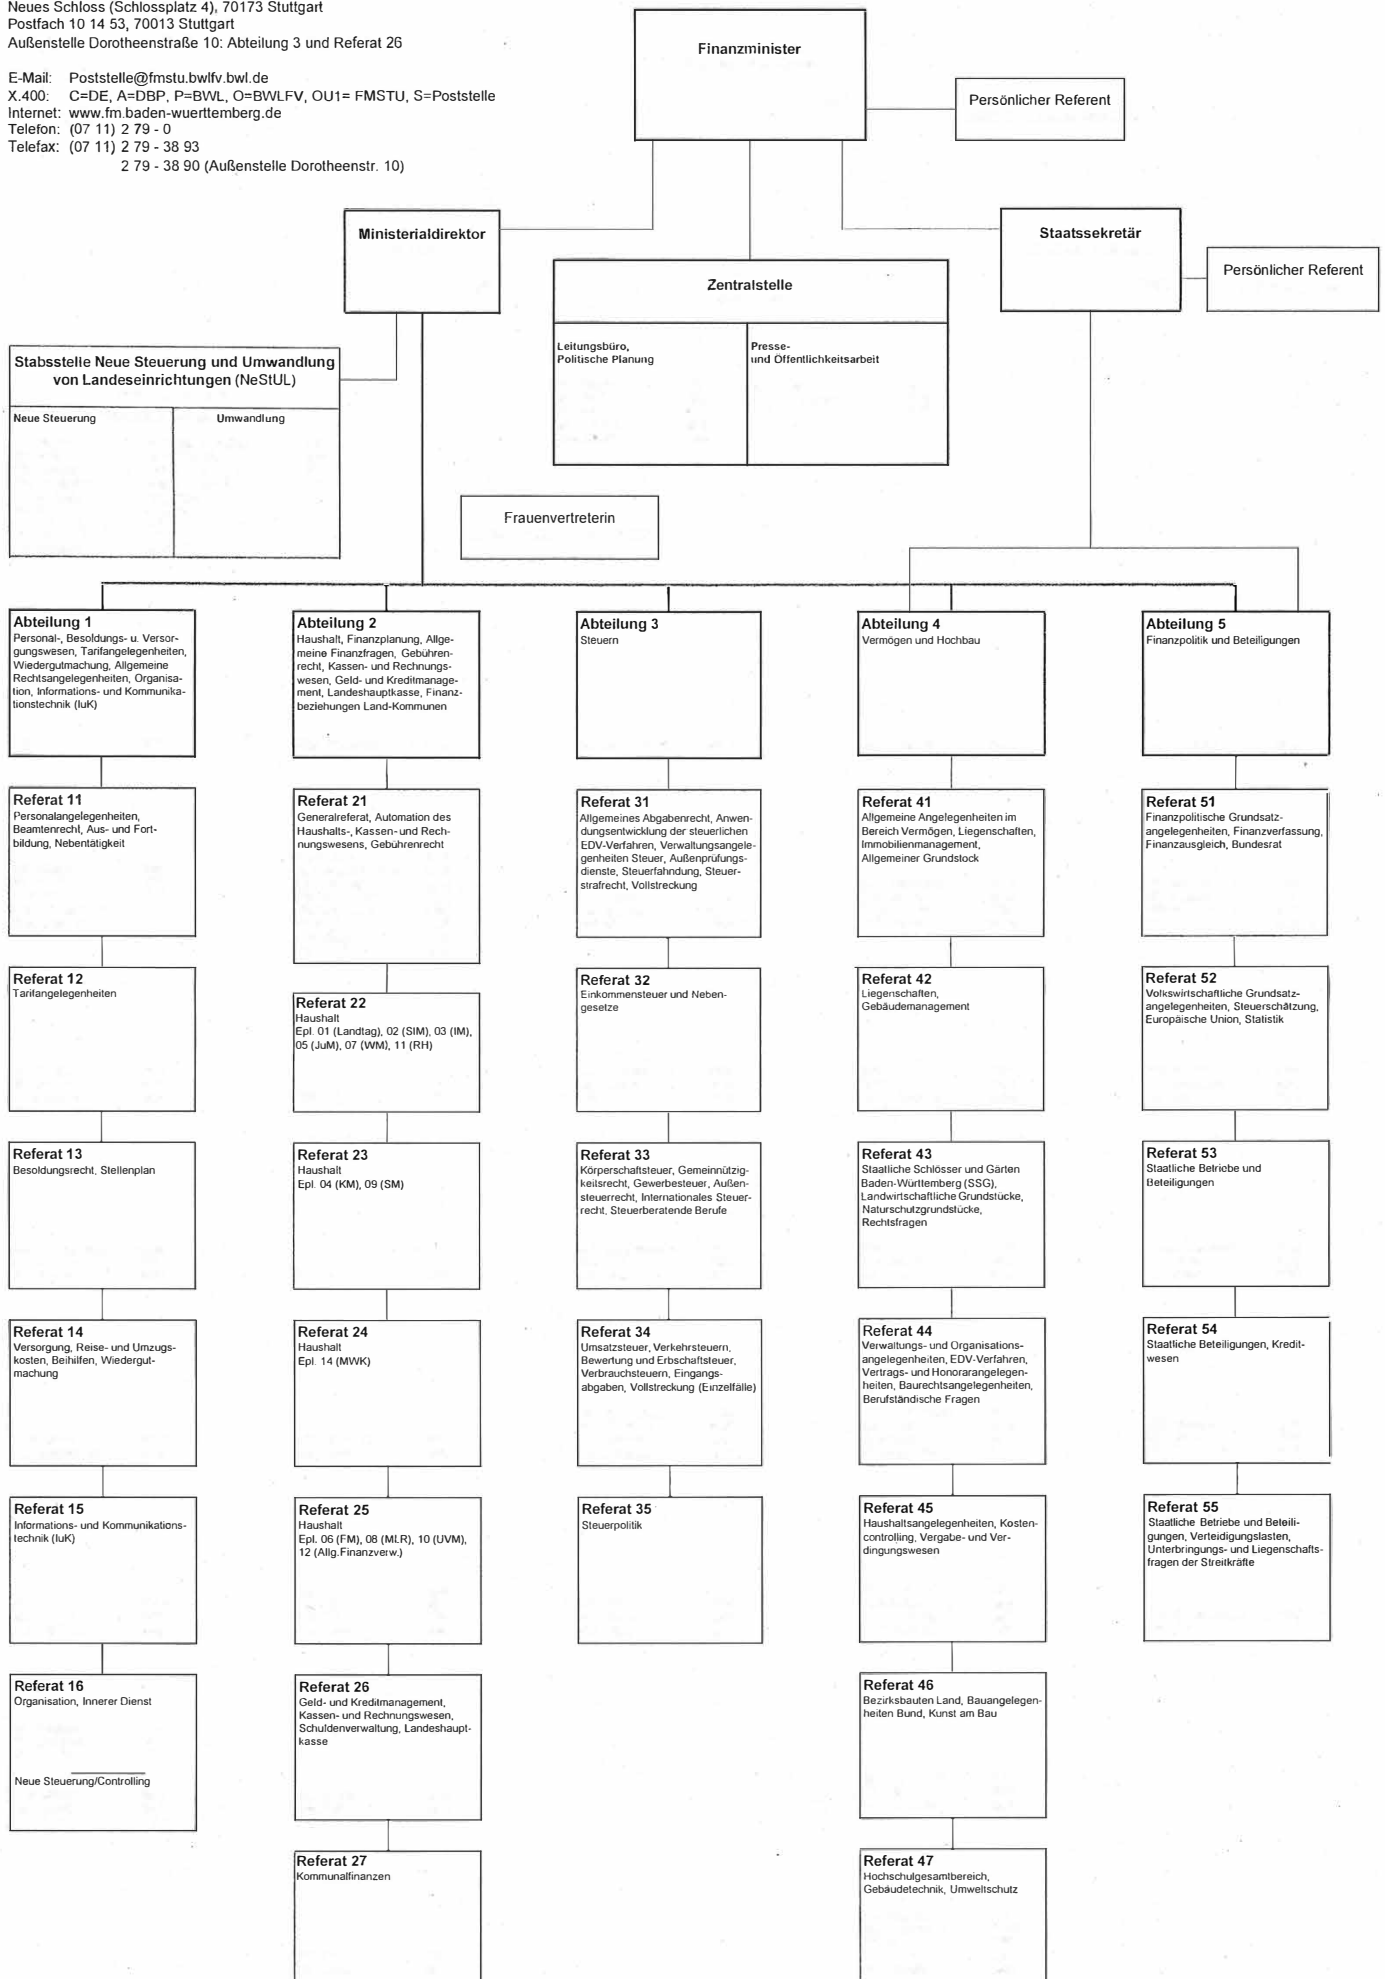 Neues Schloss (Schlossplatz 4), 70173 Stuttgart
Postfach 10 14 53, 70013 Stuttgart
Außenstelle Dorotheenstraße 10: Abteilung 3 und Referat 26
E-Mail: Poststelle@fmstu.bwlfv.bwl.de
X.400: C=DE, A=DBP, P=BWL, O=BWLFV, OU1= FMSTU, S=Poststelle
Internet: www.fm.baden-wuerttemberg.de
Telefon: (07 11) 2 79 - 0
Telefax: (07 11) 2 79 - 38 93
2 79 - 38 90 (Außenstelle Dorotheenstr. 10)
Finanzminister
Persönlicher Referent
Ministerialdirektor
Staatssekretär
Persönlicher Referent
Zentralstelle
Leitungsbüro,
Politische Planung
Presse-
und Öffentlichkeitsarbeit
Stabsstelle Neue Steuerung und Umwandlung
von Landeseinrichtungen (NeStUL)
Neue Steuerung
Umwandlung
Frauenvertreterin
Abteilung 1
Personal-, Besoldungs- u. Versor-
gungswesen, Tarifangelegenheiten,
Wiedergutmachung, Allgemeine
Rechtsangelegenheiten, Organisa-
tion, Informations- und Kommunika-
tionstechnik (IuK)
Referat 11
Personalangelegenheiten,
Beamtenrecht, Aus- und Fort-
bildung, Nebentätigkeit
Referat 12
Tarifangelegenheiten
Referat 13
Besoldungsrecht, Stellenplan
Referat 14
Versorgung, Reise- und Umzugs-
kosten, Beihilfen, Wiedergut-
machung
Referat 15
Informations- und Kommunikations-
technik (IuK)
Referat 16
Organisation, Innerer Dienst
Neue Steuerung/Controlling
Abteilung 2
Haushalt, Finanzplanung, Allge-
meine Finanzfragen, Gebühren-
recht, Kassen- und Rechnungs-
wesen, Geld- und Kreditmanage-
ment, Landeshauptkasse, Finanz-
beziehungen Land-Kommunen
Referat 21
Generalreferat, Automation des
Haushalts-, Kassen- und Rech-
nungswesens, Gebührenrecht
Referat 22
Haushalt
Epl. 01 (Landtag), 02 (StM), 03 (IM),
05 (JuM), 07 (WM), 11 (RH)
Referat 23
Haushalt
Epl. 04 (KM), 09 (SM)
Referat 24
Haushalt
Epl. 14 (MWK)
Referat 25
Haushalt
Epl. 06 (FM), 08 (MLR), 10 (UVM),
12 (Allg.Finanzverw.)
Referat 26
Geld- und Kreditmanagement,
Kassen- und Rechnungswesen,
Schuldenverwaltung, Landeshaupt-
kasse
Referat 27
Kommunalfinanzen
Abteilung 3
Steuern
Referat 31
Allgemeines Abgabenrecht, Anwen-
dungsentwicklung der steuerlichen
EDV-Verfahren, Verwaltungsangele-
genheiten Steuer, Außenprüfungs-
dienste, Steuerfahndung, Steuer-
strafrecht, Vollstreckung
Referat 32
Einkommensteuer und Neben-
gesetze
Referat 33
Körperschaftsteuer, Gemeinnützig-
keitsrecht, Gewerbesteuer, Außen-
steuerrecht, Internationales Steuer-
recht, Steuerberatende Berufe
Referat 34
Umsatzsteuer, Verkehrsteuern,
Bewertung und Erbschaftsteuer,
Verbrauchsteuern, Eingangs-
abgaben, Vollstreckung (Einzelfälle)
Referat 35
Steuerpolitik
Abteilung 4
Vermögen und Hochbau
Referat 41
Allgemeine Angelegenheiten im
Bereich Vermögen, Liegenschaften,
Immobilienmanagement,
Allgemeiner Grundstock
Referat 42
Liegenschaften,
Gebäudemanagement
Referat 43
Staatliche Schlösser und Gärten
Baden-Württemberg (SSG),
Landwirtschaftliche Grundstücke,
Naturschutzgrundstücke,
Rechtsfragen
Referat 44
Verwaltungs- und Organisations-
angelegenheiten, EDV-Verfahren,
Vertrags- und Honorarangelegen-
heiten, Baurechtsangelegenheiten,
Berufständische Fragen
Referat 45
Haushaltsangelegenheiten, Kosten-
controlling, Vergabe- und Ver-
dingungswesen
Referat 46
Bezirksbauten Land, Bauangelegen-
heiten Bund, Kunst am Bau
Referat 47
Hochschulgesamtbereich,
Gebäudetechnik, Umweltschutz
Abteilung 5
Finanzpolitik und Beteiligungen
Referat 51
Finanzpolitische Grundsatz-
angelegenheiten, Finanzverfassung,
Finanzausgleich, Bundesrat
Referat 52
Volkswirtschaftliche Grundsatz-
angelegenheiten, Steuerschätzung,
Europäische Union, Statistik
Referat 53
Staatliche Betriebe und
Beteiligungen
Referat 54
Staatliche Beteiligungen, Kredit-
wesen
Referat 55
Staatliche Betriebe und Beteili-
gungen, Verteidigungslasten,
Unterbringungs- und Liegenschafts-
fragen der Streitkräfte